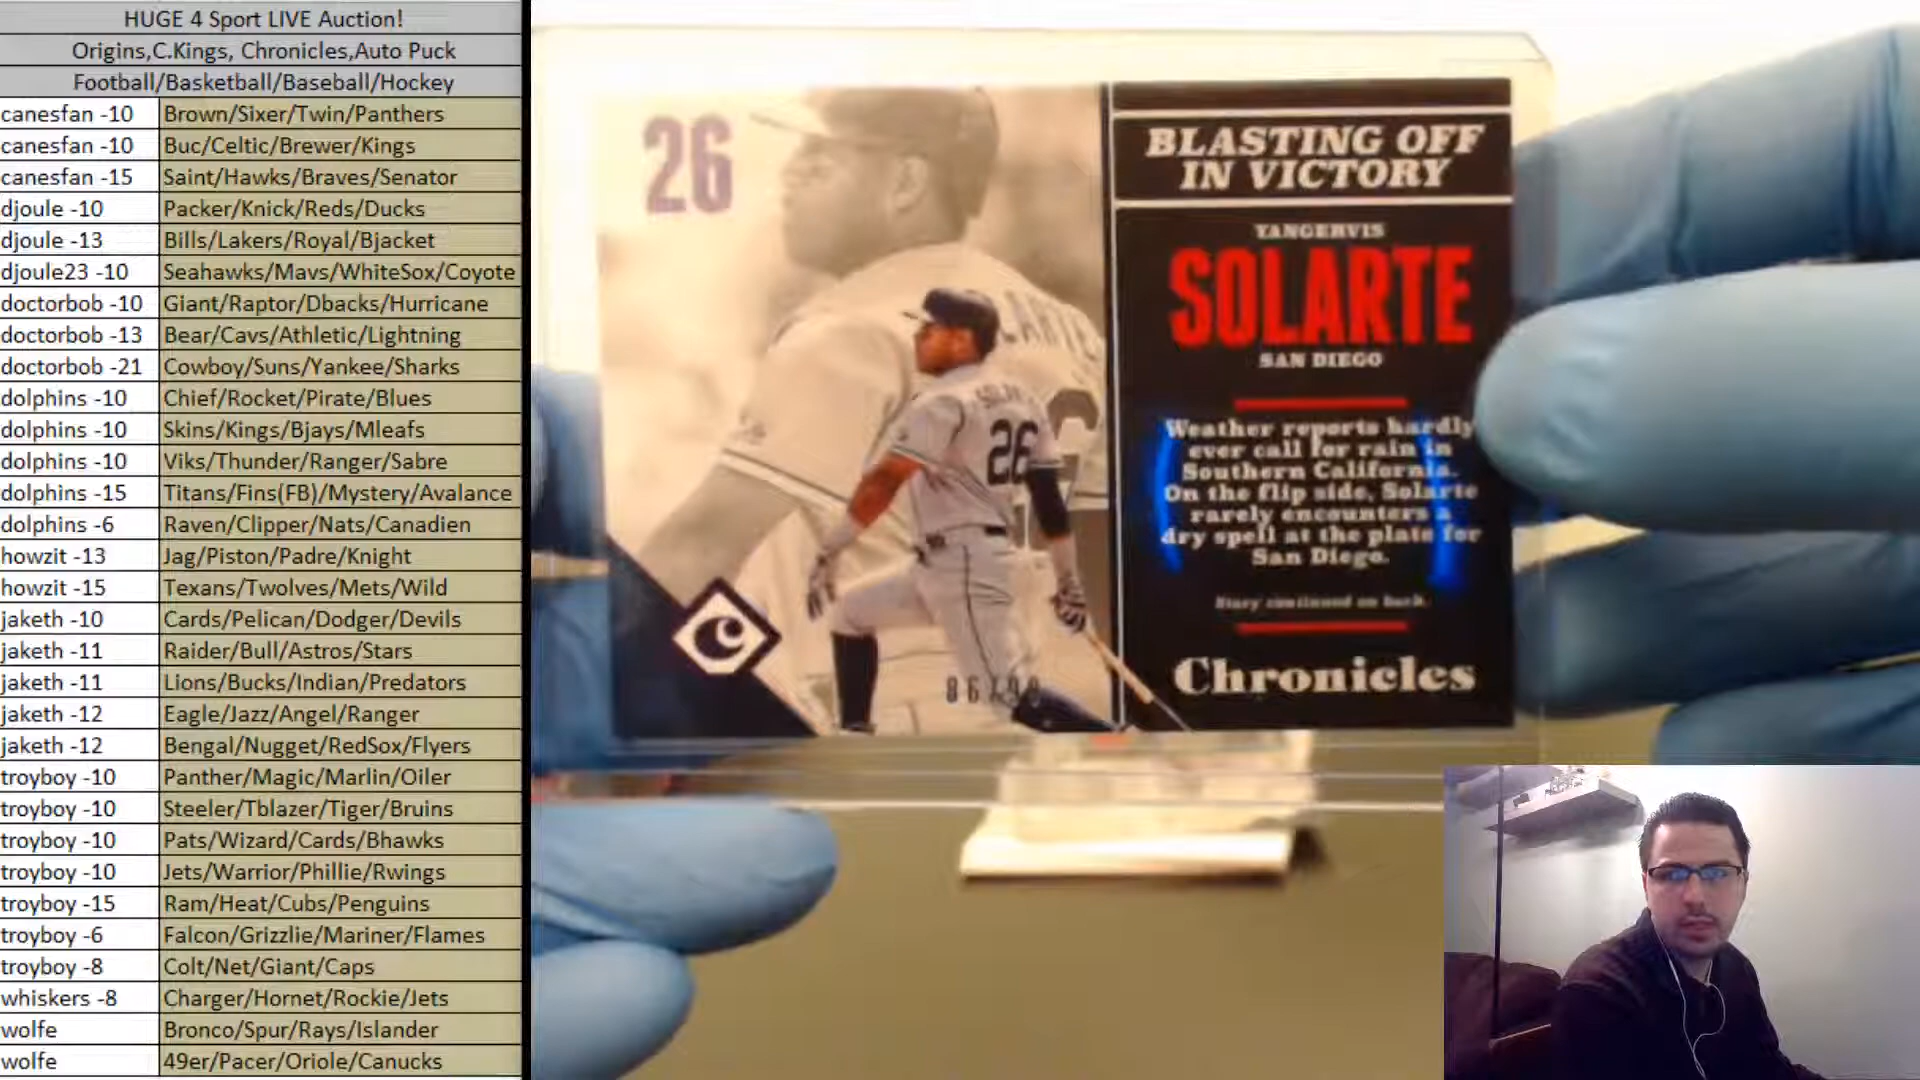 HUGE 4 Sport LIVE Auction!
Origins,C.Kings, Chronicles,Auto Puck
Football/Basketball/Baseball/Hockey
canesfan -10 Brown/Sixer/Twin/Panthers
canesfan -10 Buc/Celtic/Brewer/Kings
canesfan -15 Saint/Hawks/Braves/Senator
djoule -10 Packer/Knick/Reds/Ducks
djoule -13 Bills/Lakers/Royal/Bjacket
djoule23 -10 Seahawks/Mavs/WhiteSox/Coyote
doctorbob -10 Giant/Raptor/Dbacks/Hurricane
doctorbob -13 Bear/Cavs/Athletic/Lightning
doctorbob -21 Cowboy/Suns/Yankee/Sharks
dolphins -10 Chief/Rocket/Pirate/Blues
dolphins -10 Skins/Kings/Bjays/Mleafs
dolphins -10 Viks/Thunder/Ranger/Sabre
dolphins -15 Titans/Fins(FB)/Mystery/Avalance
dolphins -6 Raven/Clipper/Nats/Canadien
howzit -13 Jag/Piston/Padre/Knight
howzit -15 Texans/Twolves/Mets/Wild
jaketh -10 Cards/Pelican/Dodger/Devils
jaketh -11 Raider/Bull/Astros/Stars
jaketh -11 Lions/Bucks/Indian/Predators
jaketh -12 Eagle/Jazz/Angel/Ranger
jaketh -12 Bengal/Nugget/RedSox/Flyers
troyboy -10 Panther/Magic/Marlin/Oiler
troyboy -10 Steeler/Tblazer/Tiger/Bruins
troyboy -10 Pats/Wizard/Cards/Bhawks
troyboy -10 Jets/Warrior/Phillie/Rwings
troyboy -15 Ram/Heat/Cubs/Penguins
troyboy -6 Falcon/Grizzlie/Mariner/Flames
troyboy -8 Colt/Net/Giant/Caps
whiskers -8 Charger/Hornet/Rockie/Jets
wolfe Bronco/Spur/Rays/Islander
wolfe 49er/Pacer/Oriole/Canucks
26
26
C
86/99
BLASTING OFF
IN VICTORY
YANGERVIS
SOLARTE
SAN DIEGO
Weather reports hardly
ever call for rain in
Southern California.
On the flip side, Solarte
rarely encounters a
dry spell at the plate for
San Diego.
Story continued on back.
Chronicles